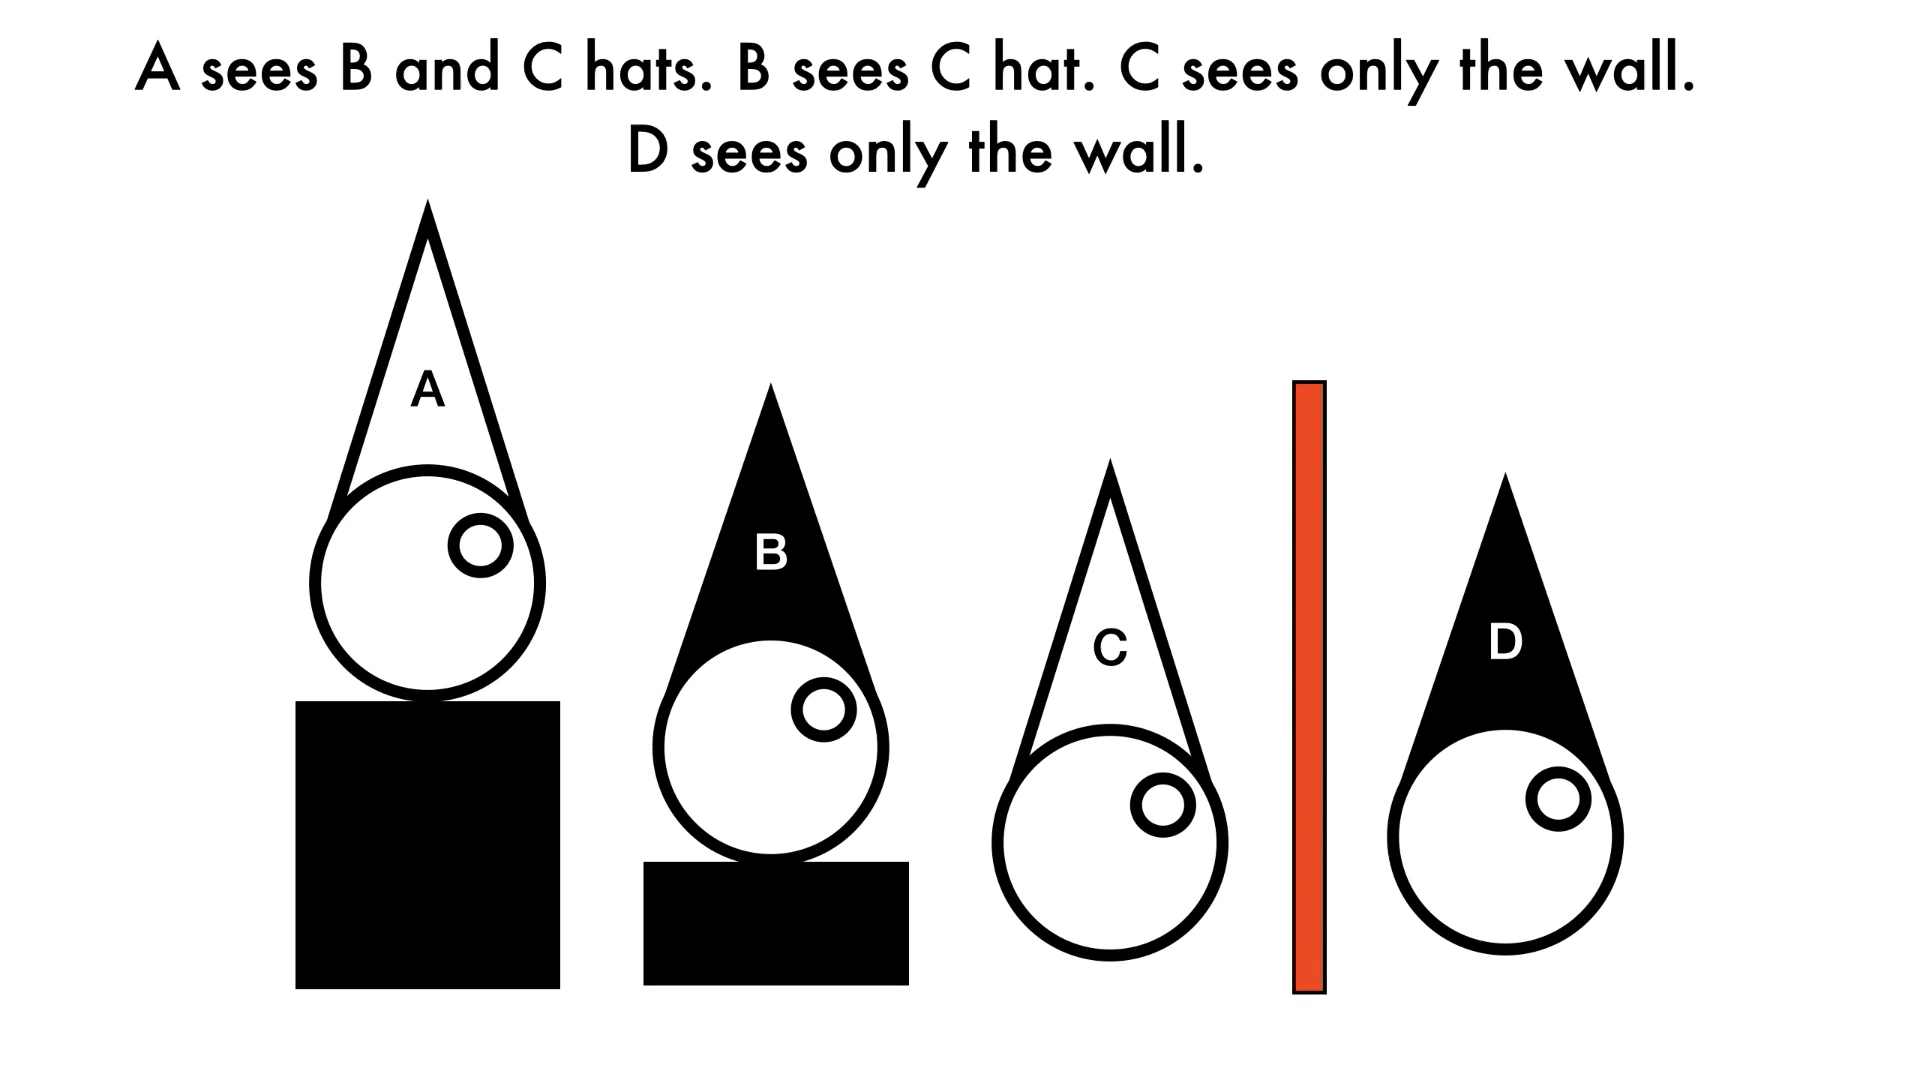 A sees B and C hats. B sees C hat. C sees only the wall.
D sees only the wall.
A
B
C
D